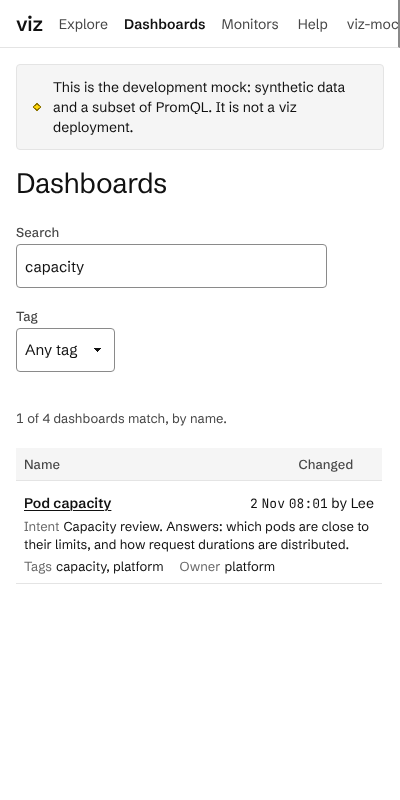 viz Explore Dashboards Monitors Help viz-moc
This is the development mock: synthetic data
and a subset of PromQL. It is not a viz
deployment.
Dashboards
Search
capacity
Tag
Any tag
1 of 4 dashboards match, by name.
Name Changed
Pod capacity 2 Nov 08:01 by Lee
Intent Capacity review. Answers: which pods are close to
their limits, and how request durations are distributed.
Tags capacity, platform Owner platform